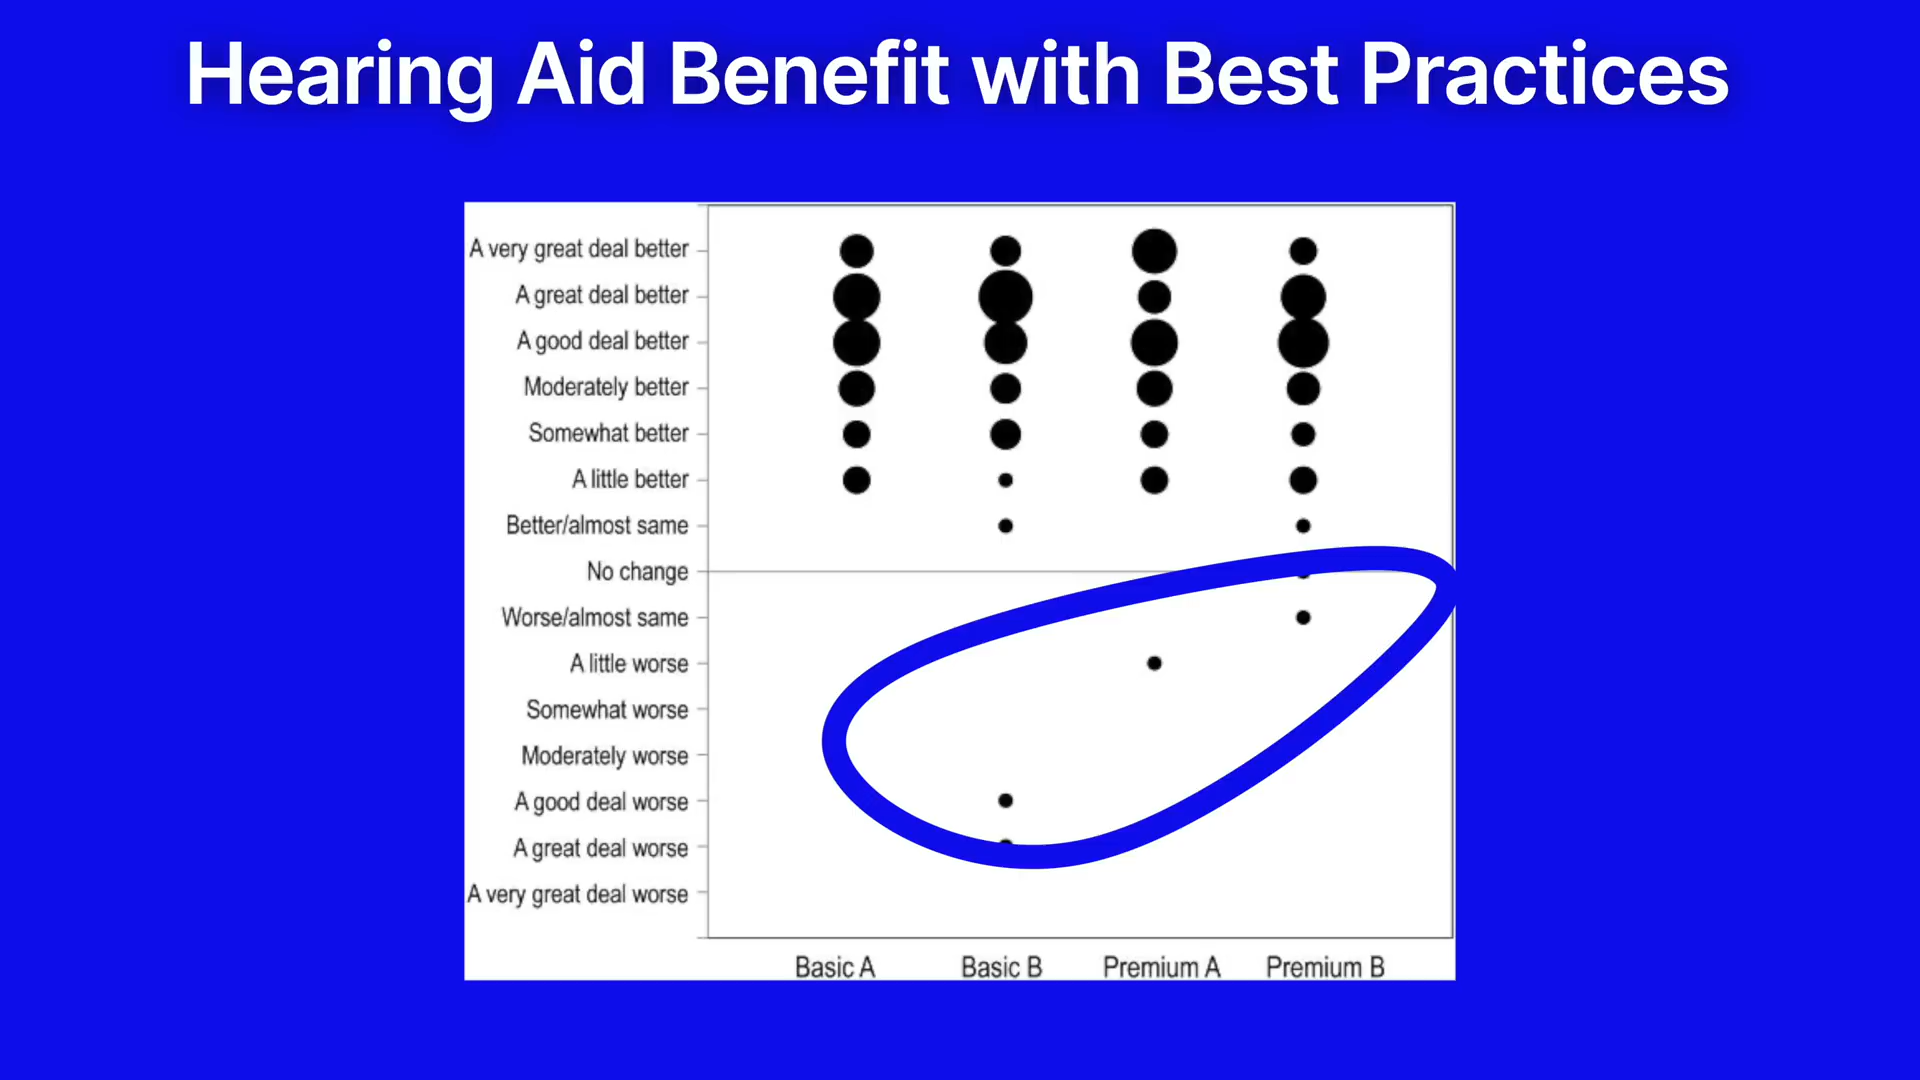 Hearing Aid Benefit with Best Practices
A very great deal better
A great deal better
A good deal better
Moderately better
Somewhat better
A little better
Better/almost same
No change
Worse/almost same
A little worse
Somewhat worse
Moderately worse
A good deal worse
A great deal worse
A very great deal worse
Basic A Basic B Premium A Premium B